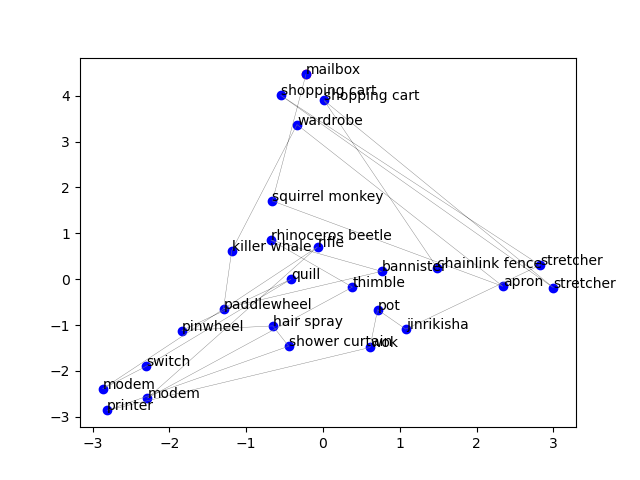 mailbox
shopping cart
shopping cart
wardrobe
squirrel monkey
rhinoceros beetle
rifle
killer whale
bannister
chainlink fence
stretcher
quill
thimble
apron
stretcher
paddlewheel
pot
pinwheel
hair spray
jinrikisha
shower curtain
wok
switch
modem
modem
printer
4
3
2
1
0
−1
−2
−3
−3
−2
−1
0
1
2
3